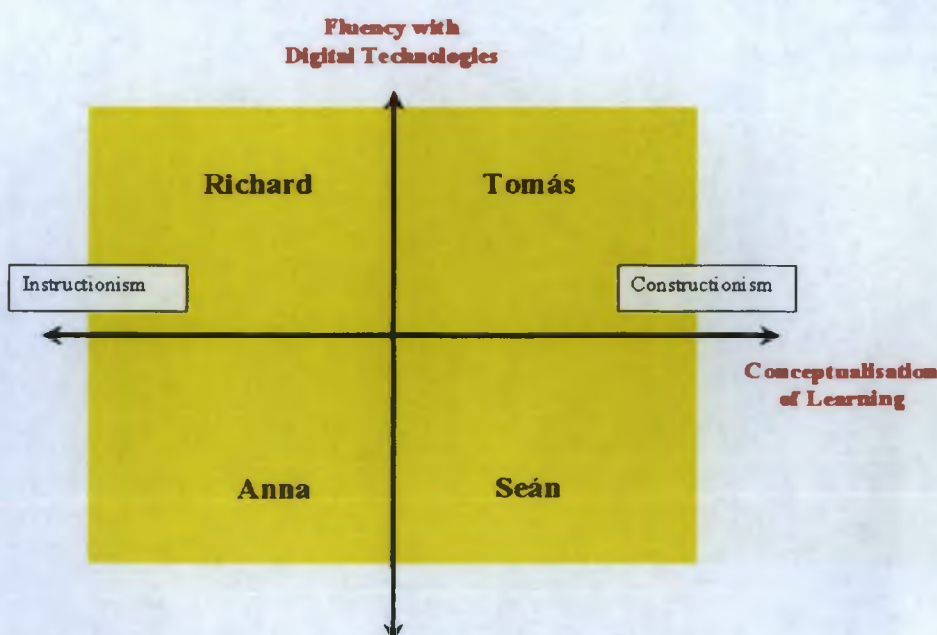 Fluency with
Digital Technologies
Richard
Tomás
Instructionism
Constructionism
Conceptualisation
of Learning
Anna
Seán